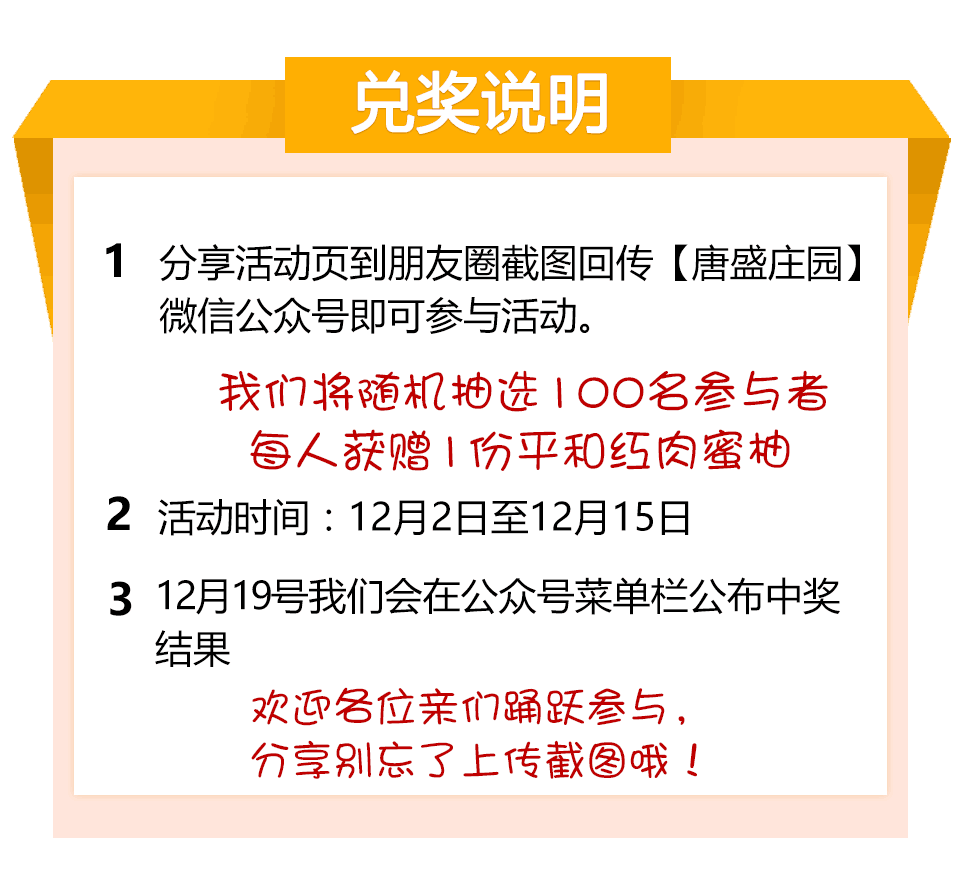 兑奖说明
1 分享活动页到朋友圈截图回传【唐盛庄园】
微信公众号即可参与活动。
我们将随机抽选100名参与者
每人获赠1份平和红肉蜜柚
2 活动时间：12月2日至12月15日
3 12月19号我们会在公众号菜单栏公布中奖
结果
欢迎各位亲们踊跃参与，
分享别忘了上传截图哦！